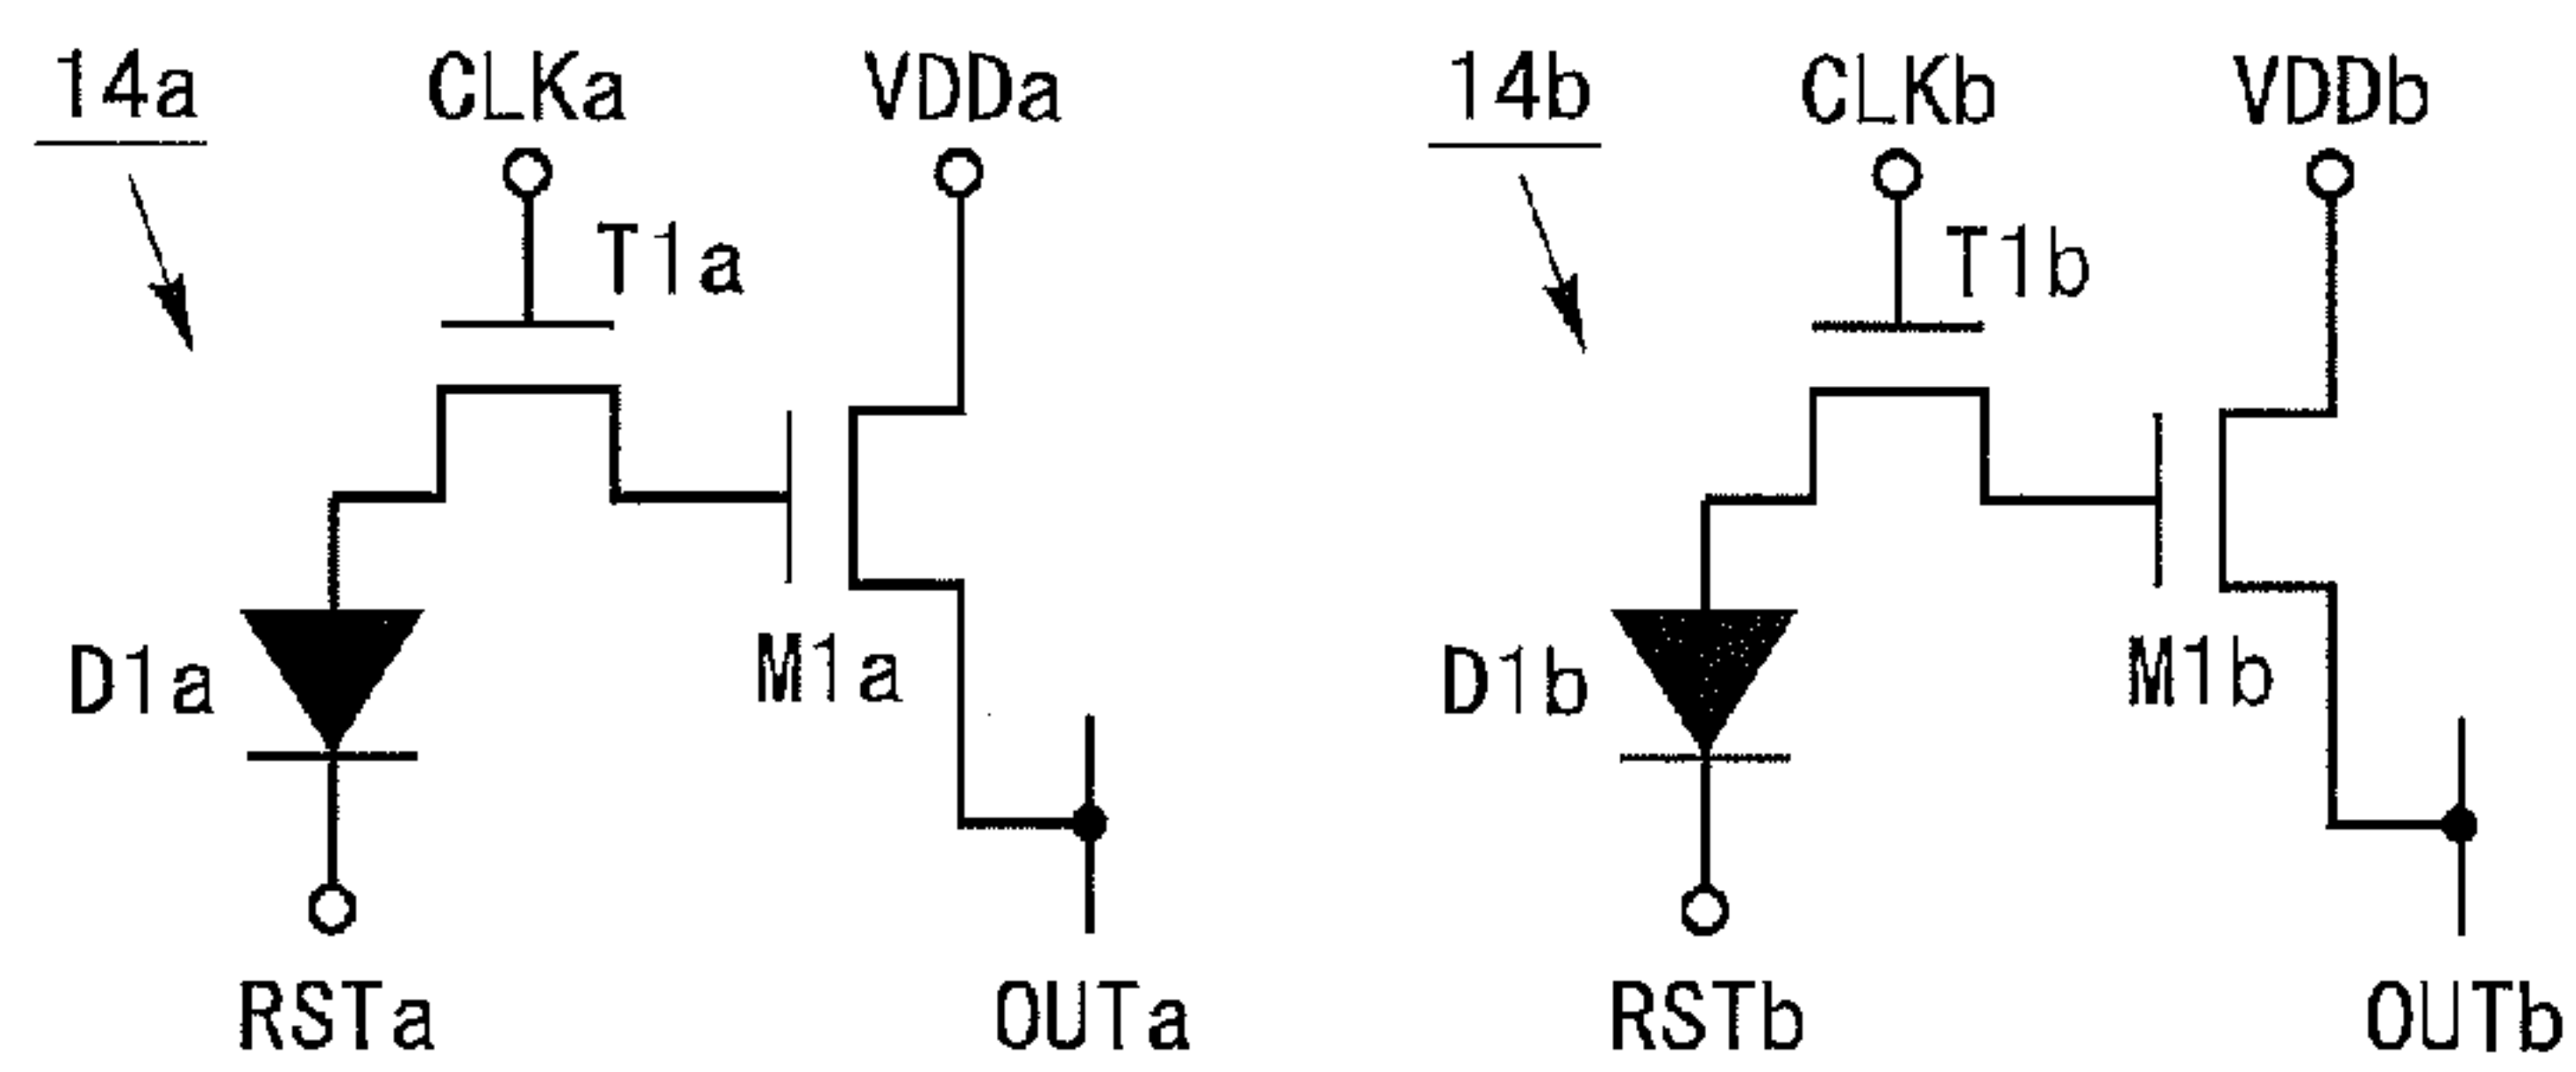 14a CLKa VDDa 14b CLKb VDDb
T1a T1b
D1a M1a D1b M1b
RSTa OUTa RSTb OUTb